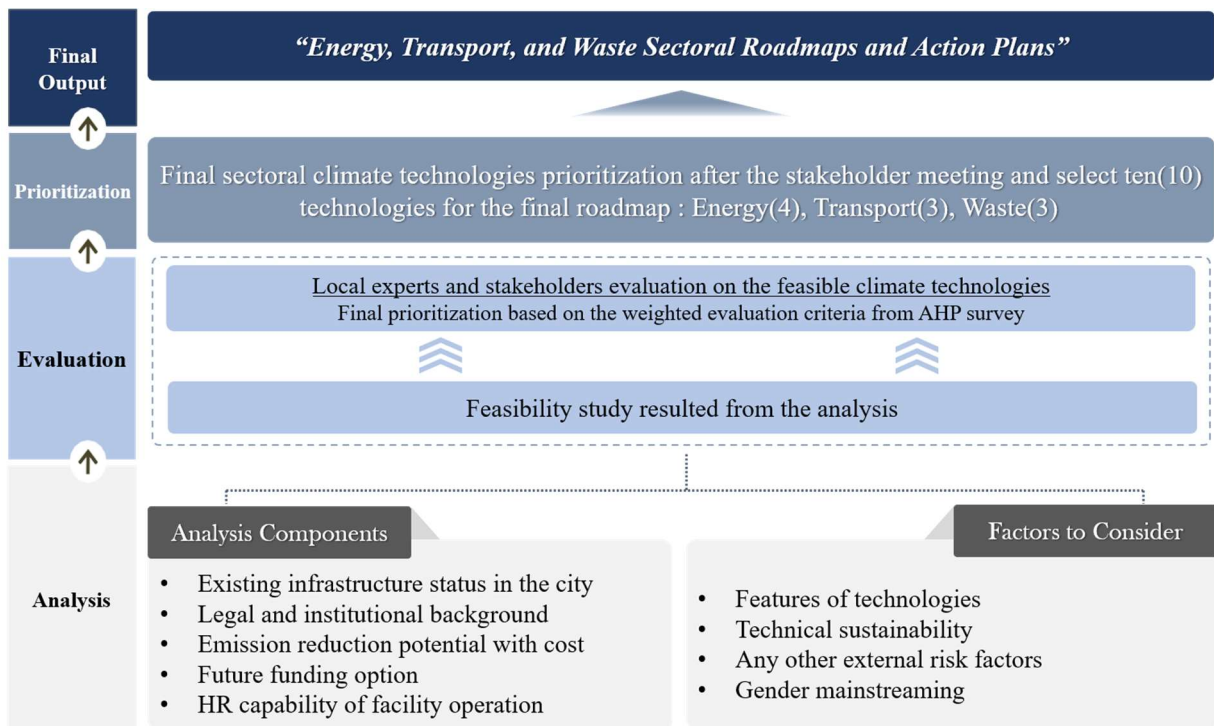 Final
Output
“Energy, Transport, and Waste Sectoral Roadmaps and Action Plans”
Prioritization
Final sectoral climate technologies prioritization after the stakeholder meeting and select ten(10)
technologies for the final roadmap : Energy(4), Transport(3), Waste(3)
Evaluation
Local experts and stakeholders evaluation on the feasible climate technologies
Final prioritization based on the weighted evaluation criteria from AHP survey
Feasibility study resulted from the analysis
Analysis
Analysis Components
• Existing infrastructure status in the city
• Legal and institutional background
• Emission reduction potential with cost
• Future funding option
• HR capability of facility operation
Factors to Consider
• Features of technologies
• Technical sustainability
• Any other external risk factors
• Gender mainstreaming